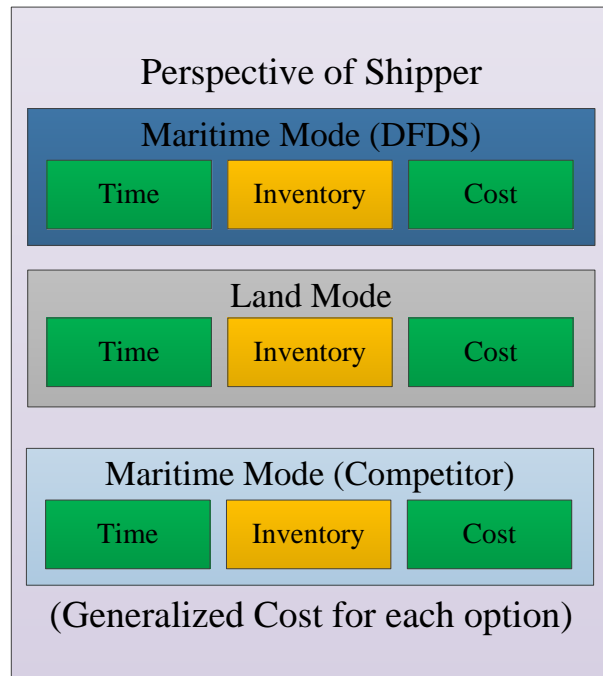 Perspective of Shipper
Maritime Mode (DFDS)
Time Inventory Cost
Land Mode
Time Inventory Cost
Maritime Mode (Competitor)
Time Inventory Cost
(Generalized Cost for each option)